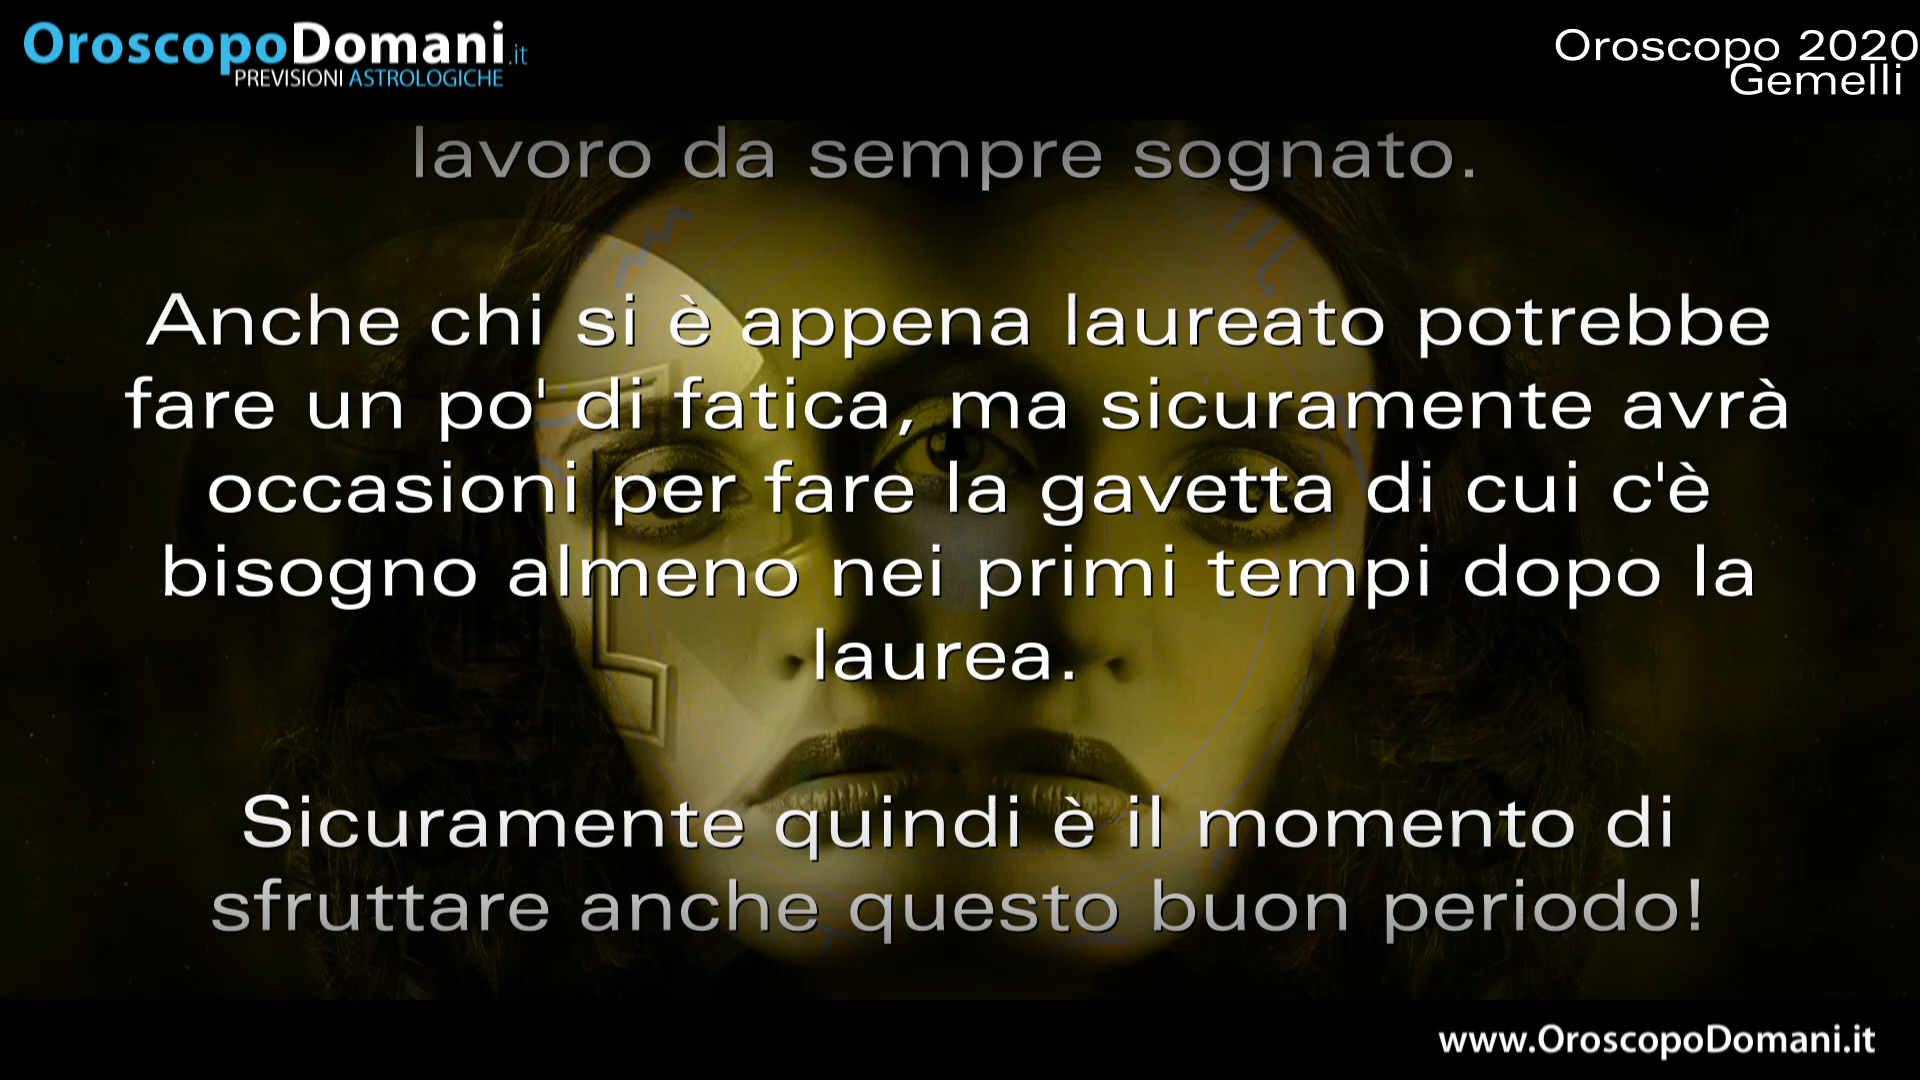 OroscopoDomani.it
PREVISIONI ASTROLOGICHE
Oroscopo 2020
Gemelli
lavoro da sempre sognato.
Anche chi si è appena laureato potrebbe
fare un po' di fatica, ma sicuramente avrà
occasioni per fare la gavetta di cui c'è
bisogno almeno nei primi tempi dopo la
laurea.
Sicuramente quindi è il momento di
sfruttare anche questo buon periodo!
www.OroscopoDomani.it